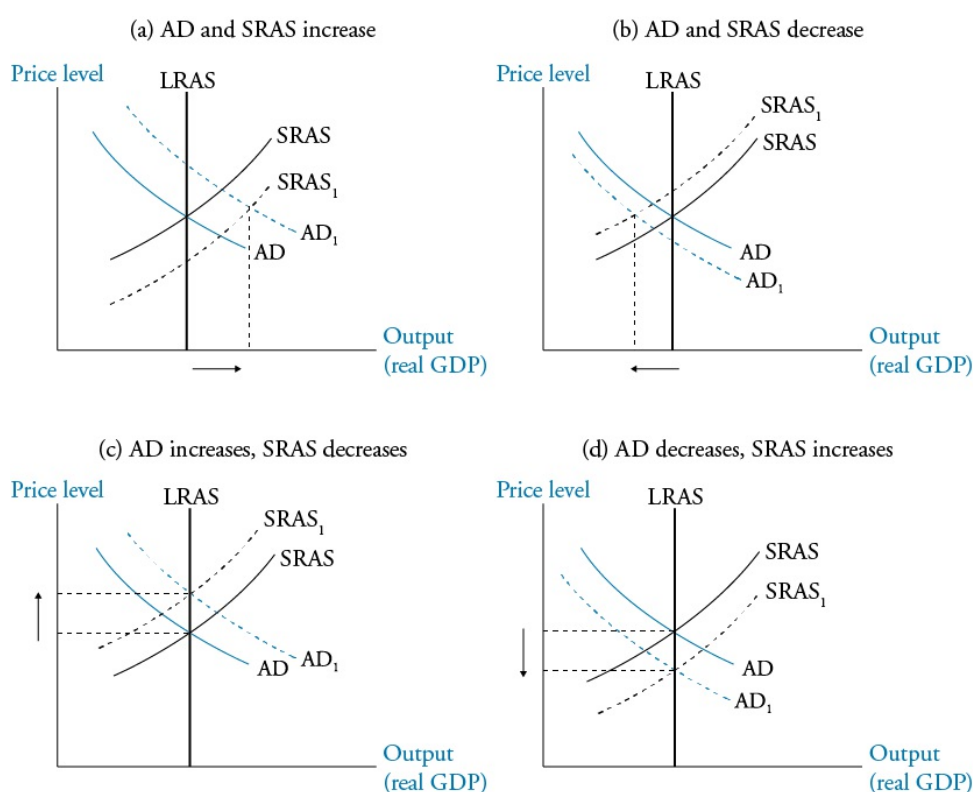 (a) AD and SRAS increase
Price level
LRAS
SRAS
SRAS₁
AD₁
AD
Output
(real GDP)
(b) AD and SRAS decrease
Price level
LRAS
SRAS₁
SRAS
AD
AD₁
Output
(real GDP)
(c) AD increases, SRAS decreases
Price level
LRAS
SRAS₁
SRAS
AD₁
AD
Output
(real GDP)
(d) AD decreases, SRAS increases
Price level
LRAS
SRAS
SRAS₁
AD
AD₁
Output
(real GDP)